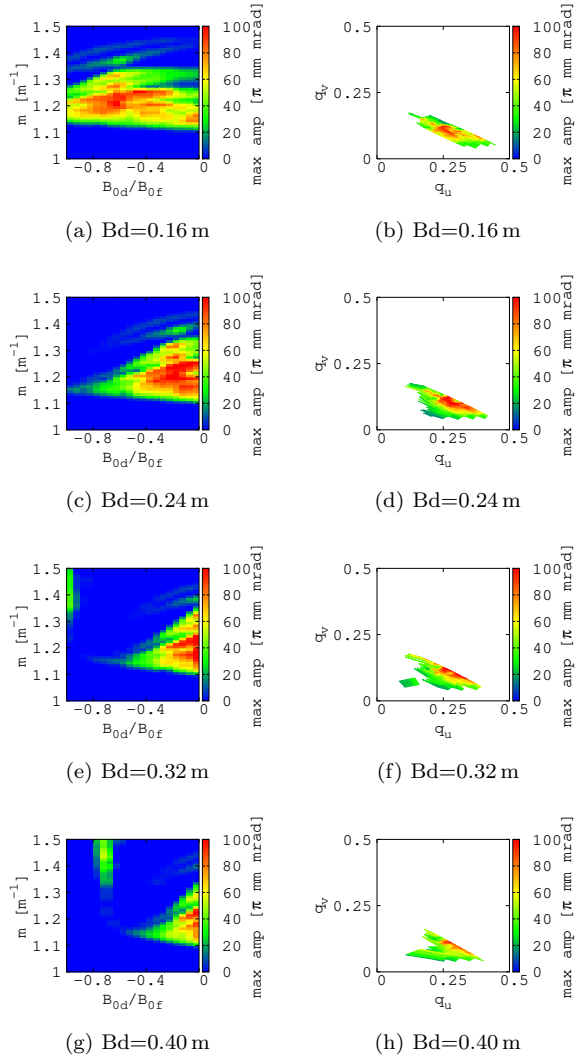 1.5
1.4
1.3
1.2
1.1
1
m [m⁻¹]
−0.8 −0.4 0
B0d/B0f
100
80
60
40
20
0
max amp [π mm mrad]
0.5
0.25
0
qv
0 0.25 0.5
qu
100
80
60
40
20
0
max amp [π mm mrad]
(a) Bd=0.16 m (b) Bd=0.16 m
1.5
1.4
1.3
1.2
1.1
1
m [m⁻¹]
−0.8 −0.4 0
B0d/B0f
100
80
60
40
20
0
max amp [π mm mrad]
0.5
0.25
0
qv
0 0.25 0.5
qu
100
80
60
40
20
0
max amp [π mm mrad]
(c) Bd=0.24 m (d) Bd=0.24 m
1.5
1.4
1.3
1.2
1.1
1
m [m⁻¹]
−0.8 −0.4 0
B0d/B0f
100
80
60
40
20
0
max amp [π mm mrad]
0.5
0.25
0
qv
0 0.25 0.5
qu
100
80
60
40
20
0
max amp [π mm mrad]
(e) Bd=0.32 m (f) Bd=0.32 m
1.5
1.4
1.3
1.2
1.1
1
m [m⁻¹]
−0.8 −0.4 0
B0d/B0f
100
80
60
40
20
0
max amp [π mm mrad]
0.5
0.25
0
qv
0 0.25 0.5
qu
100
80
60
40
20
0
max amp [π mm mrad]
(g) Bd=0.40 m (h) Bd=0.40 m